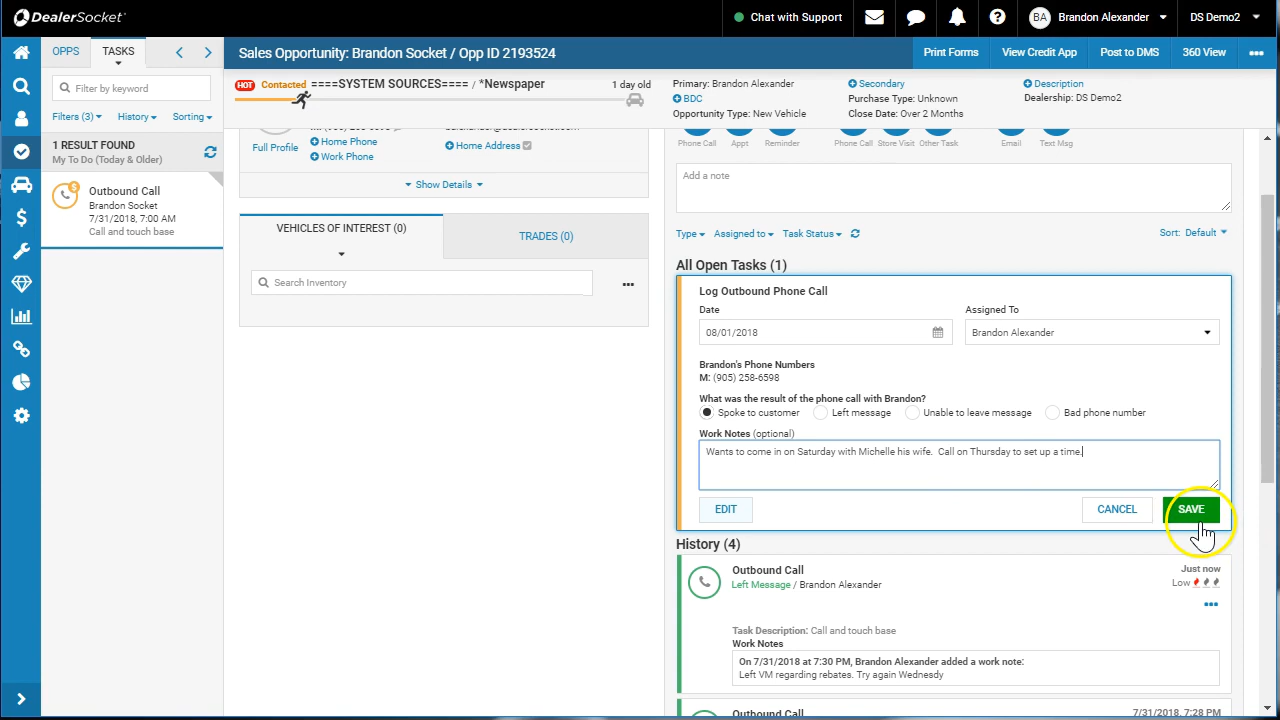 DealerSocket
Chat with Support
BA Brandon Alexander
DS Demo2
OPPS
TASKS
Sales Opportunity: Brandon Socket / Opp ID 2193524
Print Forms
View Credit App
Post to DMS
360 View
Filter by keyword
Filters (3)
History
Sorting
1 RESULT FOUND
My To Do (Today & Older)
Outbound Call
Brandon Socket
7/31/2018, 7:00 AM
Call and touch base
HOT Contacted ====SYSTEM SOURCES==== / *Newspaper
1 day old
Primary: Brandon Alexander
BDC
Opportunity Type: New Vehicle
Secondary
Purchase Type: Unknown
Close Date: Over 2 Months
Description
Dealership: DS Demo2
Full Profile
Home Phone
Work Phone
Home Address
Show Details
VEHICLES OF INTEREST (0)
TRADES (0)
Search Inventory
Phone Call
Appt
Reminder
Phone Call
Store Visit
Other Task
Email
Text Msg
Add a note
Type
Assigned to
Task Status
Sort: Default
All Open Tasks (1)
Log Outbound Phone Call
Date
Assigned To
08/01/2018
Brandon Alexander
Brandon's Phone Numbers
M: (905) 258-6598
What was the result of the phone call with Brandon?
Spoke to customer
Left message
Unable to leave message
Bad phone number
Work Notes (optional)
Wants to come in on Saturday with Michelle his wife. Call on Thursday to set up a time.
EDIT
CANCEL
SAVE
History (4)
Outbound Call
Just now
Left Message / Brandon Alexander
Low
Task Description: Call and touch base
Work Notes
On 7/31/2018 at 7:30 PM, Brandon Alexander added a work note:
Left VM regarding rebates. Try again Wednesdy
Outbound Call
7/31/2018, 7:28 PM